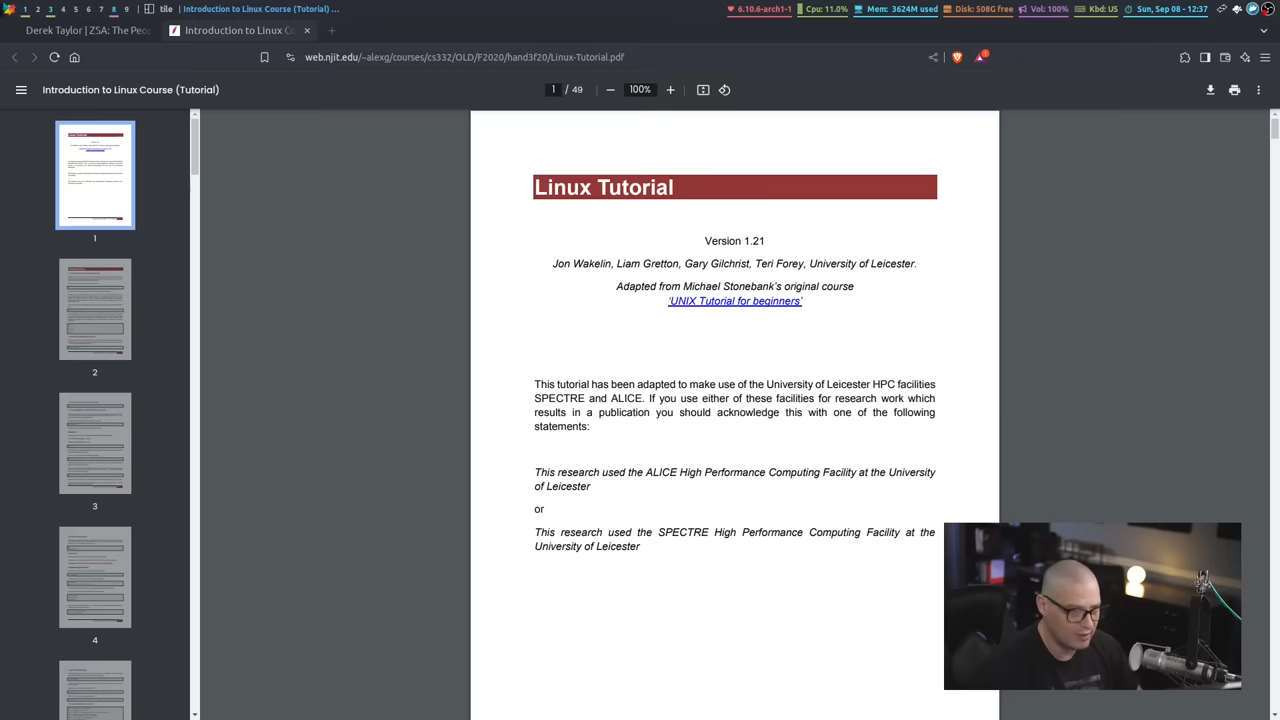 1 2 3 4 5 6 7 8 9 tile Introduction to Linux Course (Tutorial) ... 6.10.6-arch1-1 Cpu: 11.0% Mem: 3624M used Disk: 508G free Vol: 100% Kbd: US Sun, Sep 08 - 12:37
Derek Taylor | ZSA: The Peop Introduction to Linux Co
web.njit.edu/~alexg/courses/cs332/OLD/F2020/hand3f20/Linux-Tutorial.pdf
Introduction to Linux Course (Tutorial) 1 / 49 100%
Linux Tutorial
Version 1.21
Jon Wakelin, Liam Gretton, Gary Gilchrist, Teri Forey, University of Leicester.
Adapted from Michael Stonebank's original course
'UNIX Tutorial for beginners'
This tutorial has been adapted to make use of the University of Leicester HPC facilities
SPECTRE and ALICE. If you use either of these facilities for research work which
results in a publication you should acknowledge this with one of the following
statements:
This research used the ALICE High Performance Computing Facility at the University
of Leicester
or
This research used the SPECTRE High Performance Computing Facility at the
University of Leicester
1
2
3
4